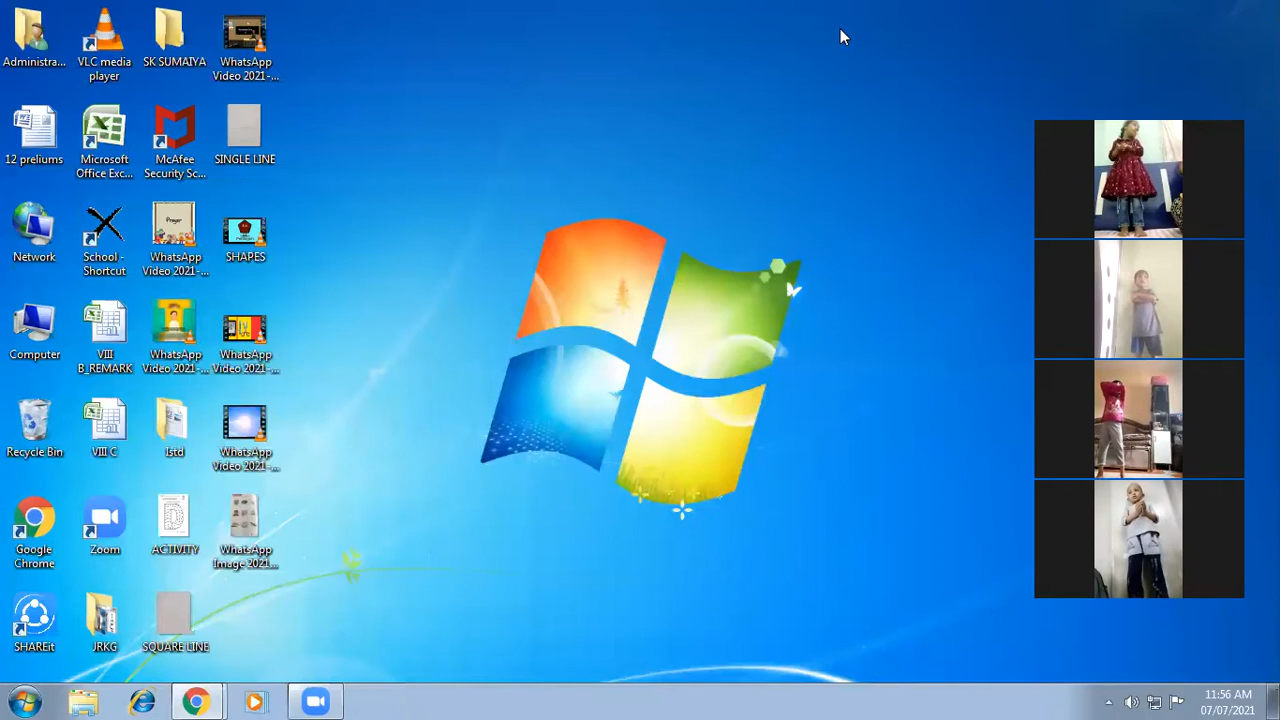 Administra...
VLC media
player
SK SUMAIYA
WhatsApp
Video 2021-...
12 preliums
Microsoft
Office Exc...
McAfee
Security Sc...
SINGLE LINE
Network
School -
Shortcut
Prayer
WhatsApp
Video 2021-...
SHAPES
Computer
VIII
B_REMARK
WhatsApp
Video 2021-...
WhatsApp
Video 2021-...
Recycle Bin
VIII C
Istd
WhatsApp
Video 2021-...
Google
Chrome
Zoom
ACTIVITY
WhatsApp
Image 2021...
SHAREit
JRKG
SQUARE LINE
11:56 AM
07/07/2021